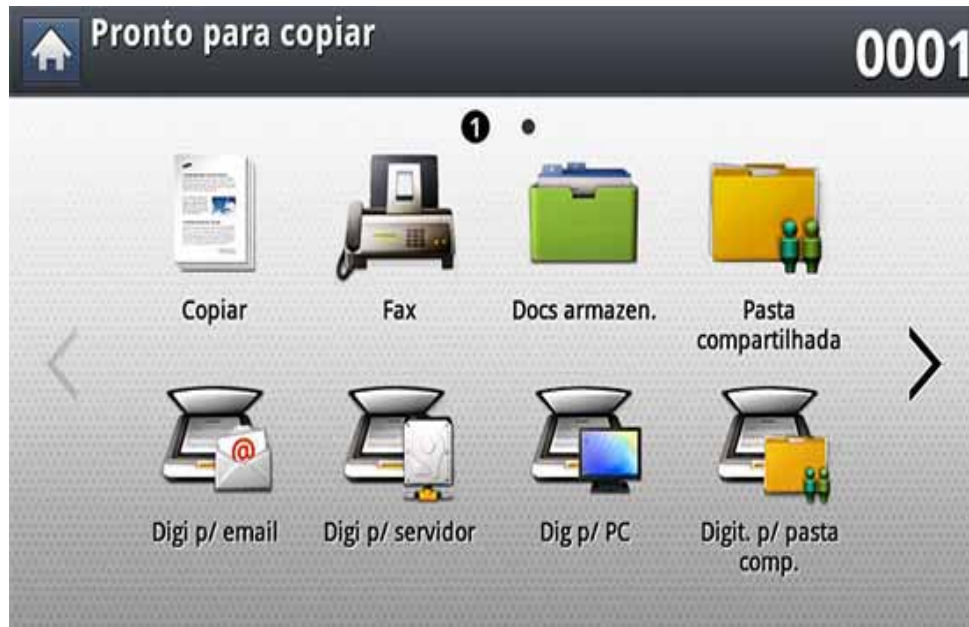 Pronto para copiar
0001
1
Copiar
Fax
Docs armazen.
Pasta
compartilhada
Digi p/ email
Digi p/ servidor
Dig p/ PC
Digit. p/ pasta
comp.